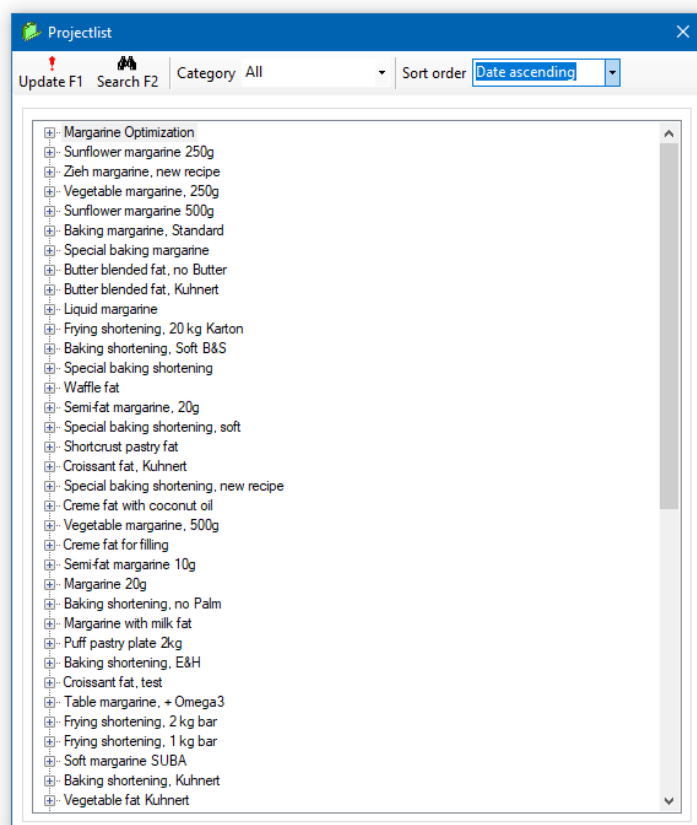 Projectlist
Update F1 Search F2 Category All Sort order Date ascending
Margarine Optimization
Sunflower margarine 250g
Zieh margarine, new recipe
Vegetable margarine, 250g
Sunflower margarine 500g
Baking margarine, Standard
Special baking margarine
Butter blended fat, no Butter
Butter blended fat, Kuhnert
Liquid margarine
Frying shortening, 20 kg Karton
Baking shortening, Soft B&S
Special baking shortening
Waffle fat
Semi-fat margarine, 20g
Special baking shortening, soft
Shortcrust pastry fat
Croissant fat, Kuhnert
Special baking shortening, new recipe
Creme fat with coconut oil
Vegetable margarine, 500g
Creme fat for filling
Semi-fat margarine 10g
Margarine 20g
Baking shortening, no Palm
Margarine with milk fat
Puff pastry plate 2kg
Baking shortening, E&H
Croissant fat, test
Table margarine, + Omega3
Frying shortening, 2 kg bar
Frying shortening, 1 kg bar
Soft margarine SUBA
Baking shortening, Kuhnert
Vegetable fat Kuhnert